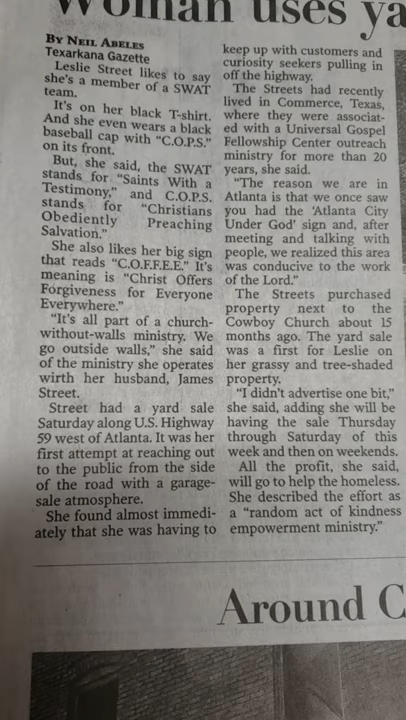 Woman uses ya
BY NEIL ABELES
Texarkana Gazette
Leslie Street likes to say
she's a member of a SWAT
team.
It's on her black T-shirt.
And she even wears a black
baseball cap with "C.O.P.S."
on its front.
But, she said, the SWAT
stands for "Saints With a
Testimony," and C.O.P.S.
stands for "Christians
Obediently Preaching
Salvation."
She also likes her big sign
that reads "C.O.F.F.E.E." It's
meaning is "Christ Offers
Forgiveness for Everyone
Everywhere."
"It's all part of a church-
without-walls ministry. We
go outside walls," she said
of the ministry she operates
wirth her husband, James
Street.
Street had a yard sale
Saturday along U.S. Highway
59 west of Atlanta. It was her
first attempt at reaching out
to the public from the side
of the road with a garage-
sale atmosphere.
She found almost immedi-
ately that she was having to
keep up with customers and
curiosity seekers pulling in
off the highway.
The Streets had recently
lived in Commerce, Texas,
where they were associat-
ed with a Universal Gospel
Fellowship Center outreach
ministry for more than 20
years, she said.
"The reason we are in
Atlanta is that we once saw
you had the 'Atlanta City
Under God' sign and, after
meeting and talking with
people, we realized this area
was conducive to the work
of the Lord."
The Streets purchased
property next to the
Cowboy Church about 15
months ago. The yard sale
was a first for Leslie on
her grassy and tree-shaded
property.
"I didn't advertise one bit,"
she said, adding she will be
having the sale Thursday
through Saturday of this
week and then on weekends.
All the profit, she said,
will go to help the homeless.
She described the effort as
a "random act of kindness
empowerment ministry."
Around C